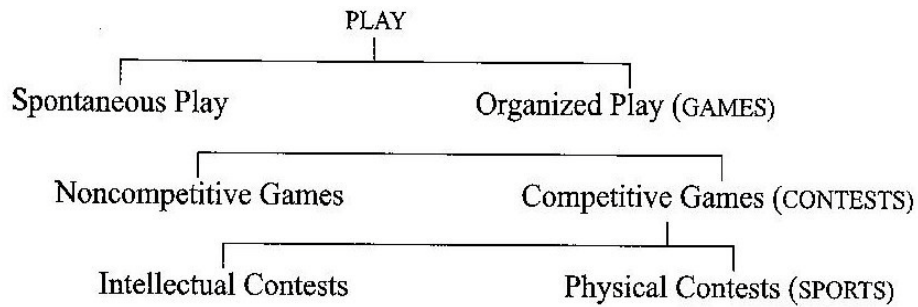 PLAY
Spontaneous Play Organized Play (GAMES)
Noncompetitive Games Competitive Games (CONTESTS)
Intellectual Contests Physical Contests (SPORTS)